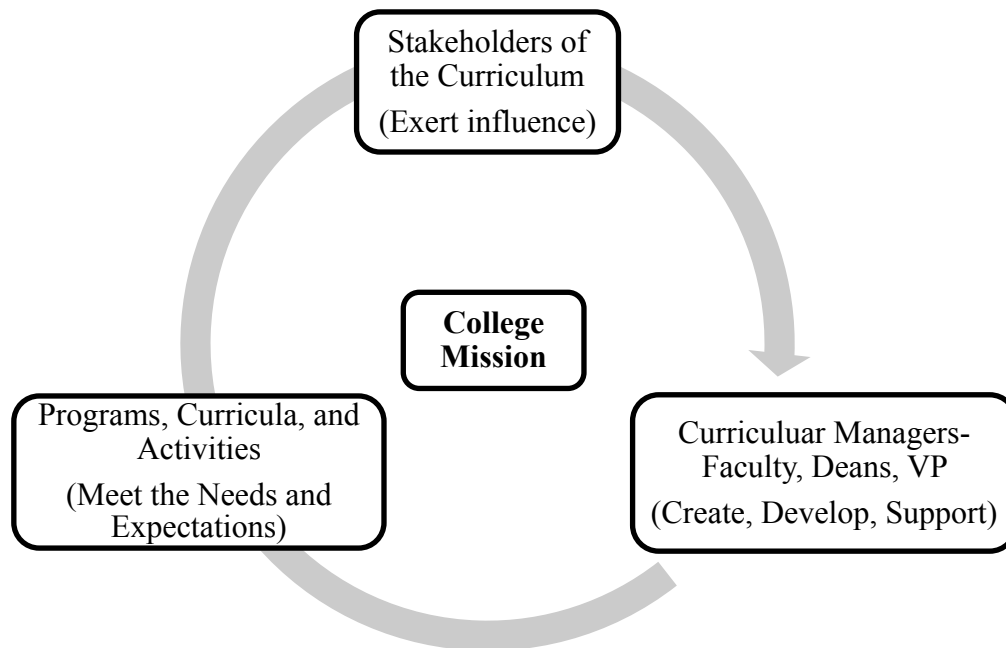 Stakeholders of
the Curriculum
(Exert influence)
College
Mission
Programs, Curricula, and
Activities
(Meet the Needs and
Expectations)
Curriculuar Managers-
Faculty, Deans, VP
(Create, Develop, Support)